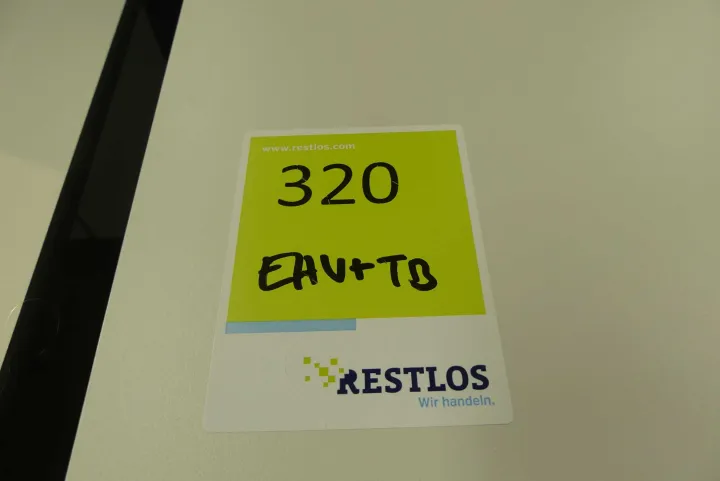 www.restlos.com
320
EAV+TB
RESTLOS
Wir handeln.